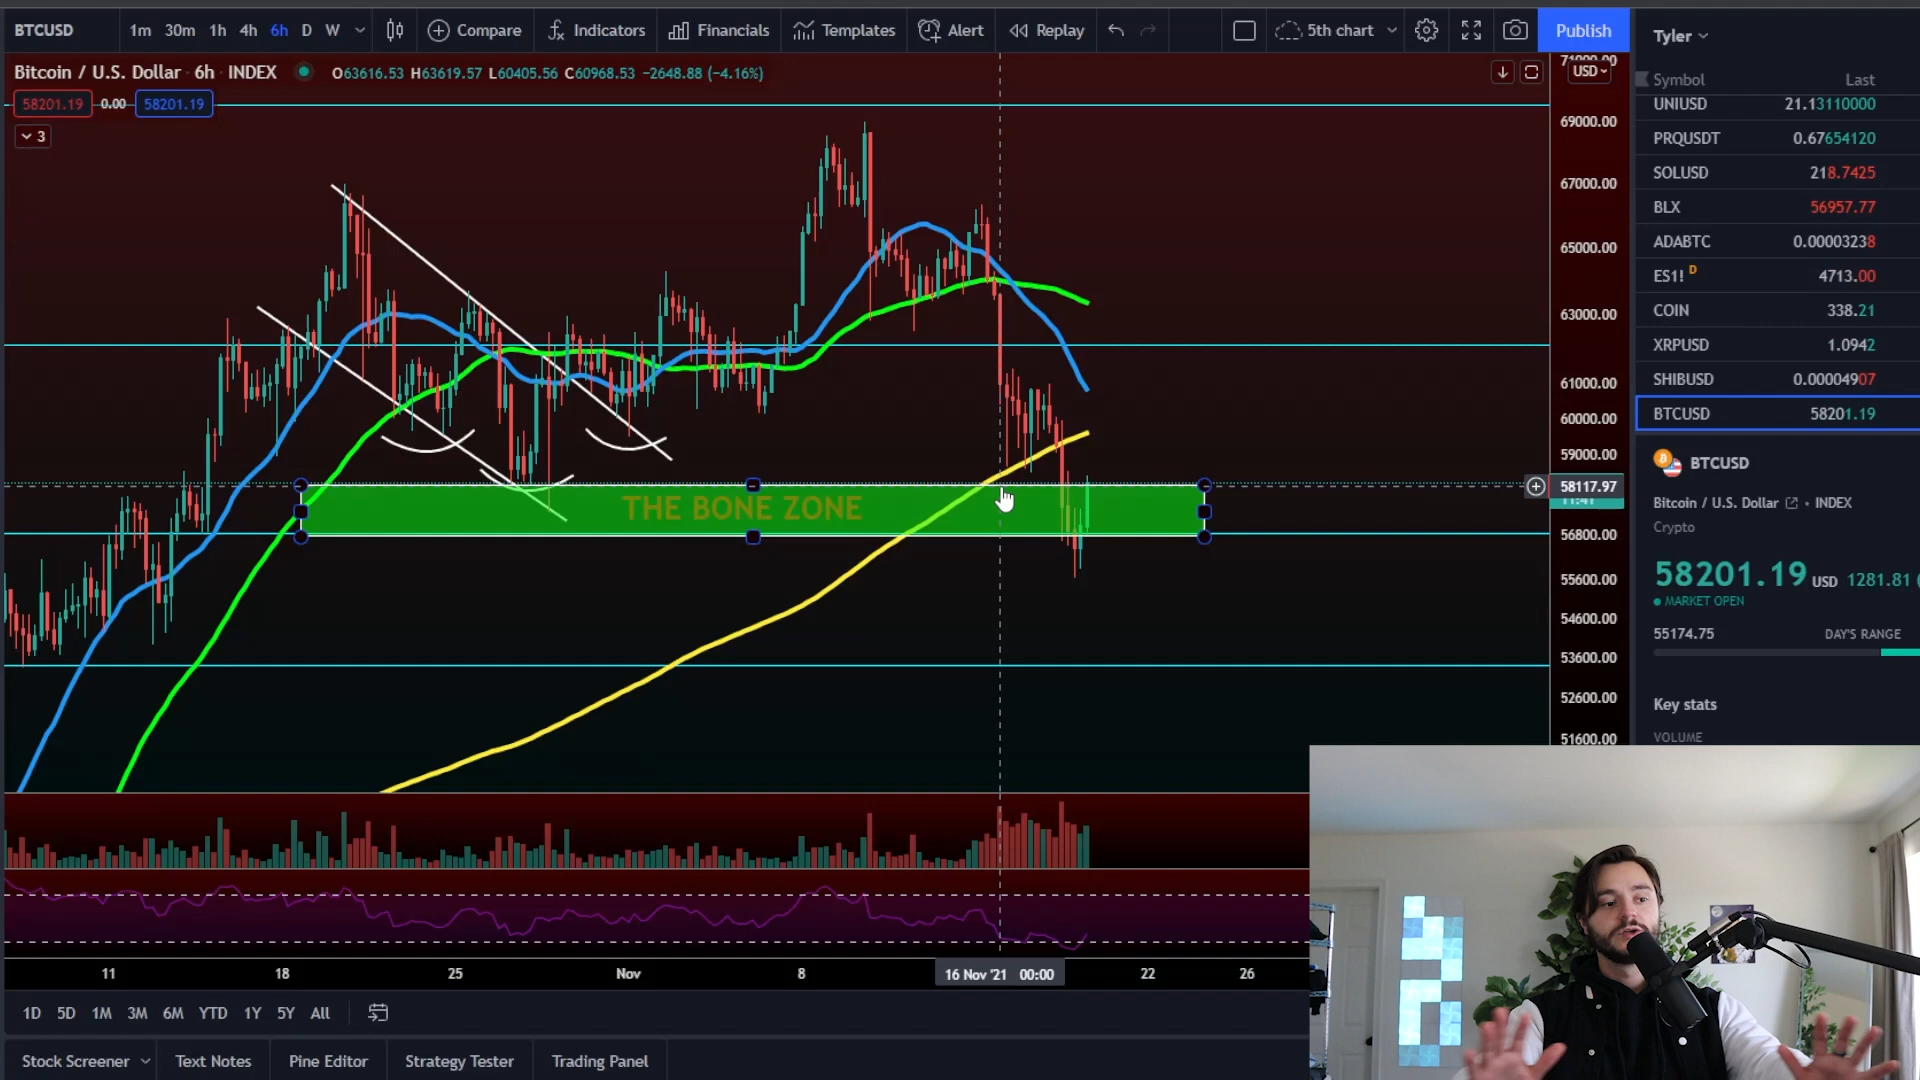 BTCUSD 1m 30m 1h 4h 6h D W Compare Indicators Financials Templates Alert Replay 5th chart Publish
Tyler
Bitcoin / U.S. Dollar 6h INDEX O63616.53 H63619.57 L60405.56 C60968.53 −2648.88 (−4.16%)
58201.19 0.00 58201.19
3
71000.00
USD
69000.00
67000.00
65000.00
63000.00
61000.00
60000.00
59000.00
58117.97
11:41
56800.00
55600.00
54600.00
53600.00
52600.00
51600.00
THE BONE ZONE
Symbol Last
UNIUSD 21.13110000
PRQUSDT 0.67654120
SOLUSD 218.7425
BLX 56957.77
ADABTC 0.00003238
ES1! D 4713.00
COIN 338.21
XRPUSD 1.0942
SHIBUSD 0.00004907
BTCUSD 58201.19
BTCUSD
Bitcoin / U.S. Dollar • INDEX
Crypto
58201.19 USD 1281.81
MARKET OPEN
55174.75 DAY'S RANGE
Key stats
VOLUME
11 18 25 Nov 8 16 Nov '21 00:00 22 26
1D 5D 1M 3M 6M YTD 1Y 5Y All
Stock Screener Text Notes Pine Editor Strategy Tester Trading Panel